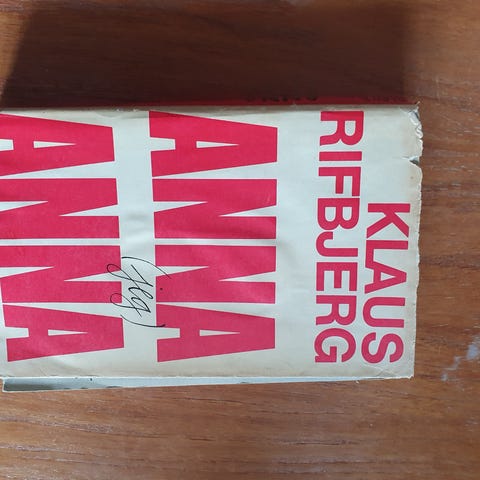 KLAUS
RIFBJERG
ANNA
(jeg)
ANNA